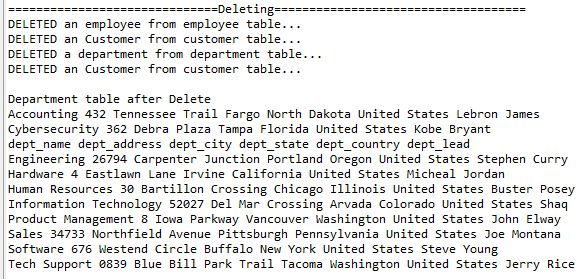 ==============================Deleting====================================
DELETED an employee from employee table...
DELETED an Customer from customer table...
DELETED a department from department table...
DELETED an Customer from customer table...

Department table after Delete
Accounting 432 Tennessee Trail Fargo North Dakota United States Lebron James
Cybersecurity 362 Debra Plaza Tampa Florida United States Kobe Bryant
dept_name dept_address dept_city dept_state dept_country dept_lead
Engineering 26794 Carpenter Junction Portland Oregon United States Stephen Curry
Hardware 4 Eastlawn Lane Irvine California United States Micheal Jordan
Human Resources 30 Bartillon Crossing Chicago Illinois United States Buster Posey
Information Technology 52027 Del Mar Crossing Arvada Colorado United States Shaq
Product Management 8 Iowa Parkway Vancouver Washington United States John Elway
Sales 34733 Northfield Avenue Pittsburgh Pennsylvania United States Joe Montana
Software 676 Westend Circle Buffalo New York United States Steve Young
Tech Support 0839 Blue Bill Park Trail Tacoma Washington United States Jerry Rice